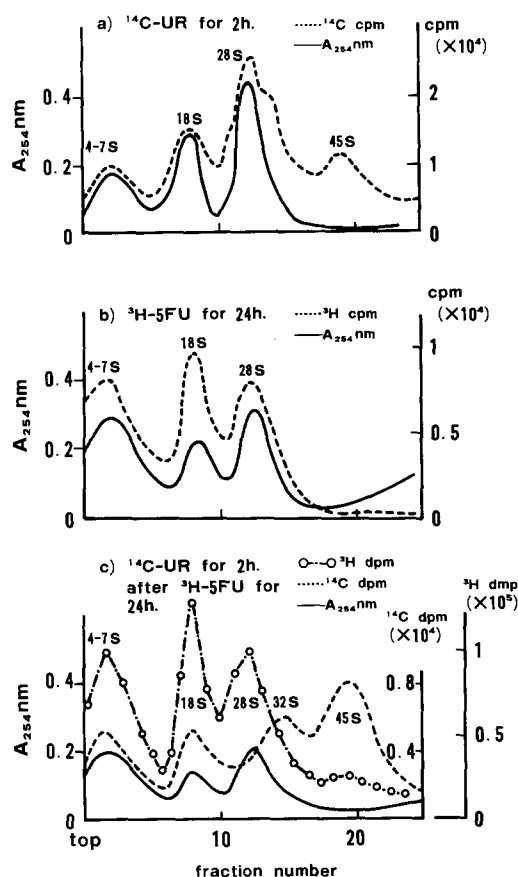 a) ¹⁴C-UR for 2h.
¹⁴C cpm
A₂₅₄nm
cpm
(×10⁴)
28S
18S
4-7S
45S
A₂₅₄nm
0.4
0.2
0
2
1
0
b) ³H-5FU for 24h.
³H cpm
A₂₅₄nm
cpm
(×10⁴)
4-7S
18S
28S
A₂₅₄nm
0.4
0.2
0
1
0.5
0
c) ¹⁴C-UR for 2h.
after ³H-5FU for
24h.
³H dpm
¹⁴C dpm
A₂₅₄nm
¹⁴C dpm
(×10⁴)
³H dmp
(×10⁵)
4-7S
18S
28S
32S
45S
A₂₅₄nm
0.4
0.2
0
0.8
0.4
0
1
0.5
0
top
10
20
fraction number